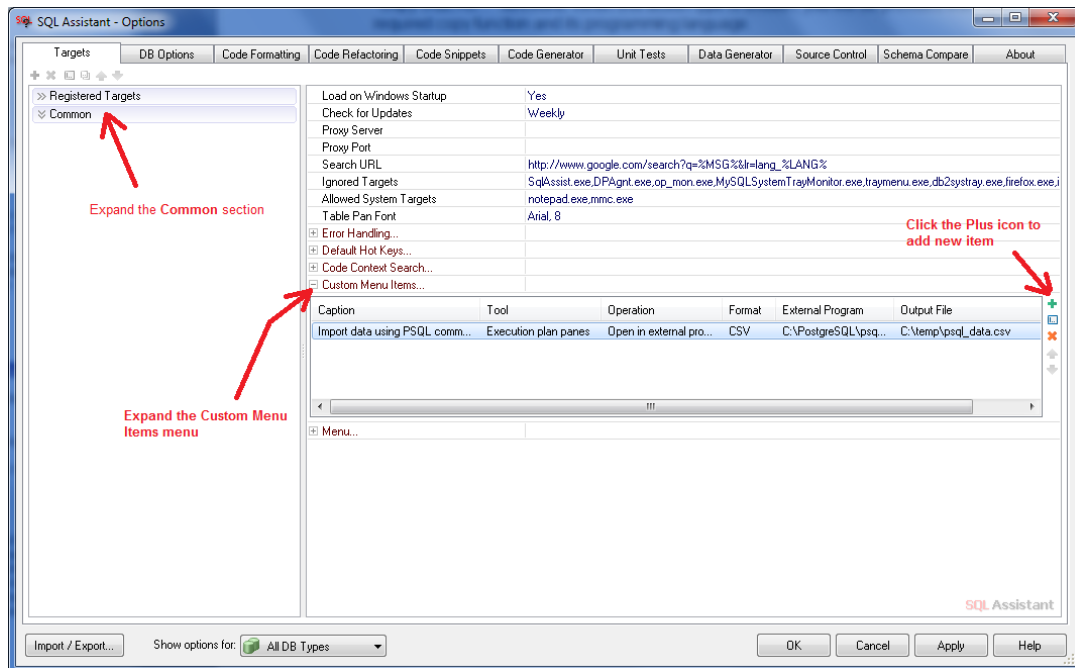 required copy function and its programming language.
SQL Assistant - Options
Targets DB Options Code Formatting Code Refactoring Code Snippets Code Generator Unit Tests Data Generator Source Control Schema Compare About
Registered Targets
Common
Load on Windows Startup Yes
Check for Updates Weekly
Proxy Server
Proxy Port
Search URL http://www.google.com/search?q=%MSG%&lr=lang_%LANG%
Ignored Targets SqlAssist.exe,DPAgnt.exe,op_mon.exe,MySQLSystemTrayMonitor.exe,traymenu.exe,db2systray.exe,firefox.exe,i
Allowed System Targets notepad.exe,mmc.exe
Table Pan Font Arial, 8
Error Handling...
Default Hot Keys...
Code Context Search...
Custom Menu Items...
Expand the Common section
Click the Plus icon to
add new item
Caption Tool Operation Format External Program Output File
Import data using PSQL comm... Execution plan panes Open in external pro... CSV C:\PostgreSQL\psq... C:\temp\psql_data.csv
Expand the Custom Menu
Items menu
Menu...
SQL Assistant
Import / Export... Show options for: All DB Types OK Cancel Apply Help